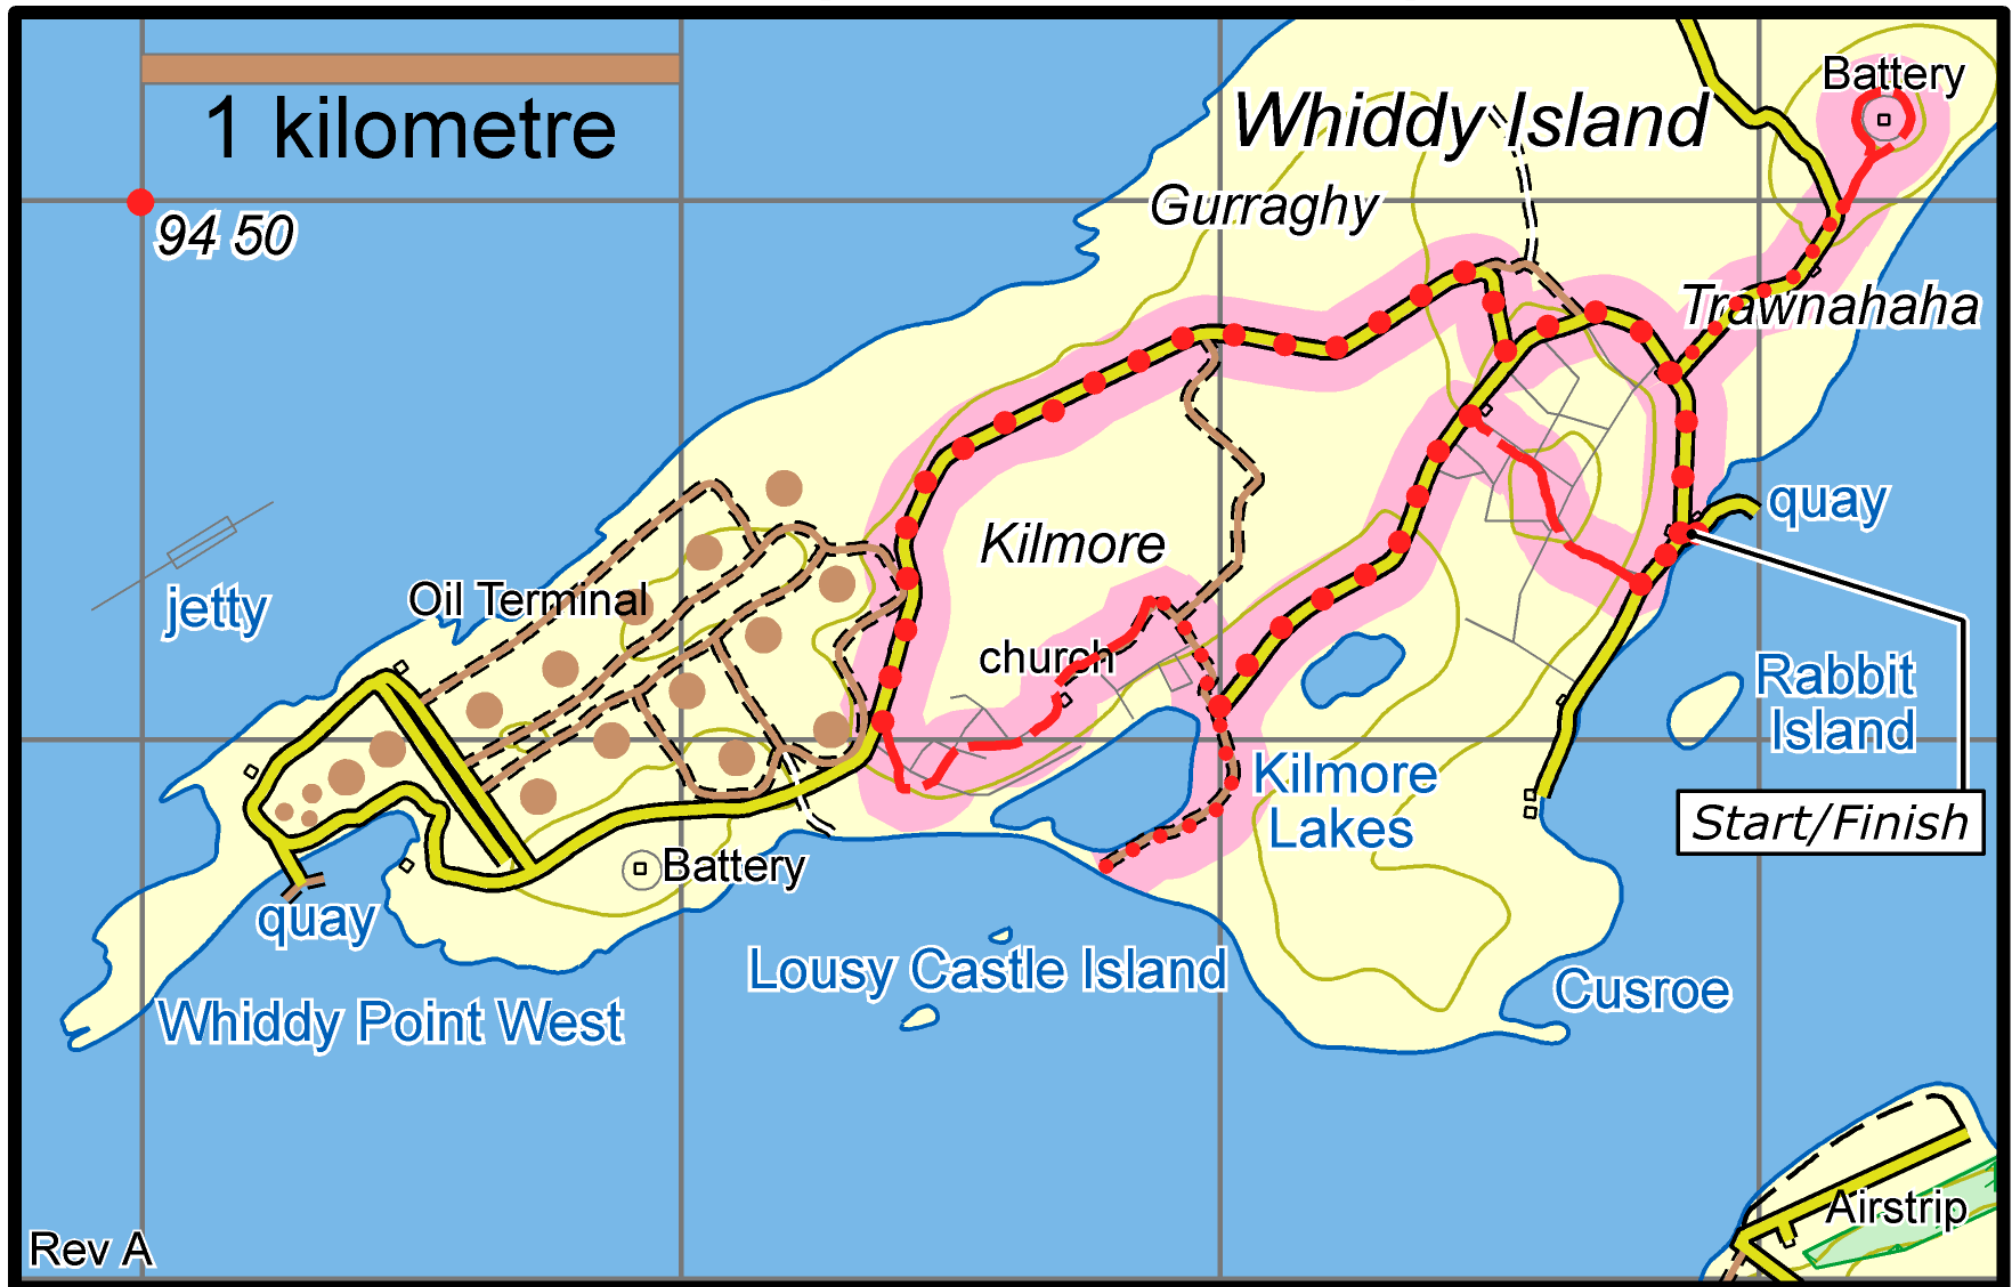 Battery
1 kilometre
Whiddy Island
Gurraghy
94 50
Trawnahaha
quay
Kilmore
jetty
Oil Terminal
church
Rabbit
Island
Kilmore
Lakes
Start/Finish
Battery
quay
Lousy Castle Island
Cusroe
Whiddy Point West
Airstrip
Rev A